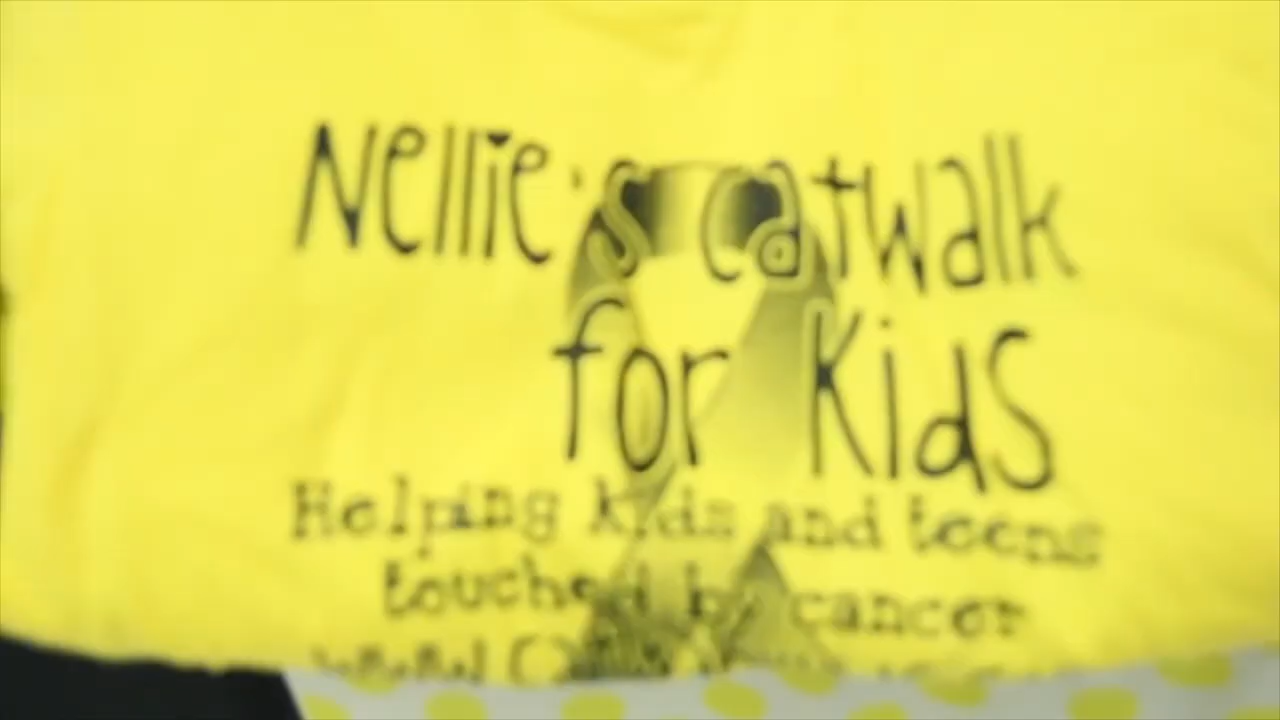 Nellie's Catwalk
for Kids
Helping kids and teens
touched by cancer